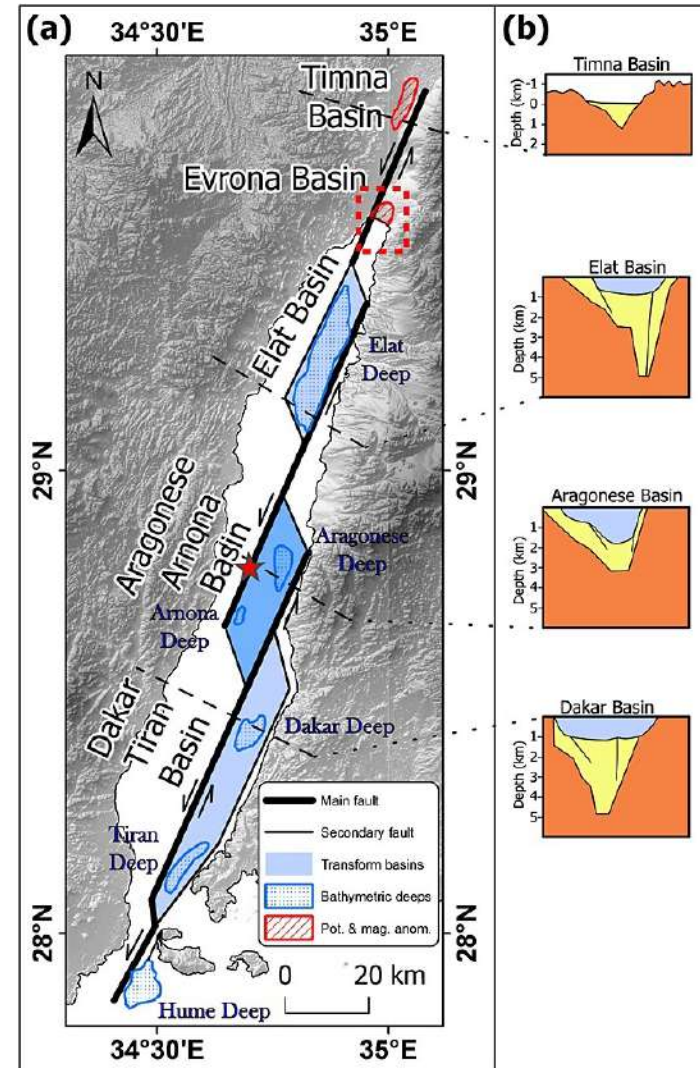 (a)
34°30'E
35°
N
Timna
Basin
Evrona Basin
Elat Basin
Elat
Deep
29°N
29°N
Aragonese
Arnona
Basin
Aragonese
Deep
Arnona
Deep
Dakar
Tiran
Basin
Dakar Deep
Tiran
Deep
Main fault
Secondary fault
Transform basins
Bathymetric deeps
Pot. & mag. anom.
28°N
28°N
0
20 km
Hume Deep
34°30'E
35°
(b)
Timna Basin
Depth (km)
-1
0
1
2
Elat Basin
Depth (km)
1
2
3
4
5
Aragonese Basin
Depth (km)
1
2
3
4
5
Dakar Basin
Depth (km)
1
2
3
4
5